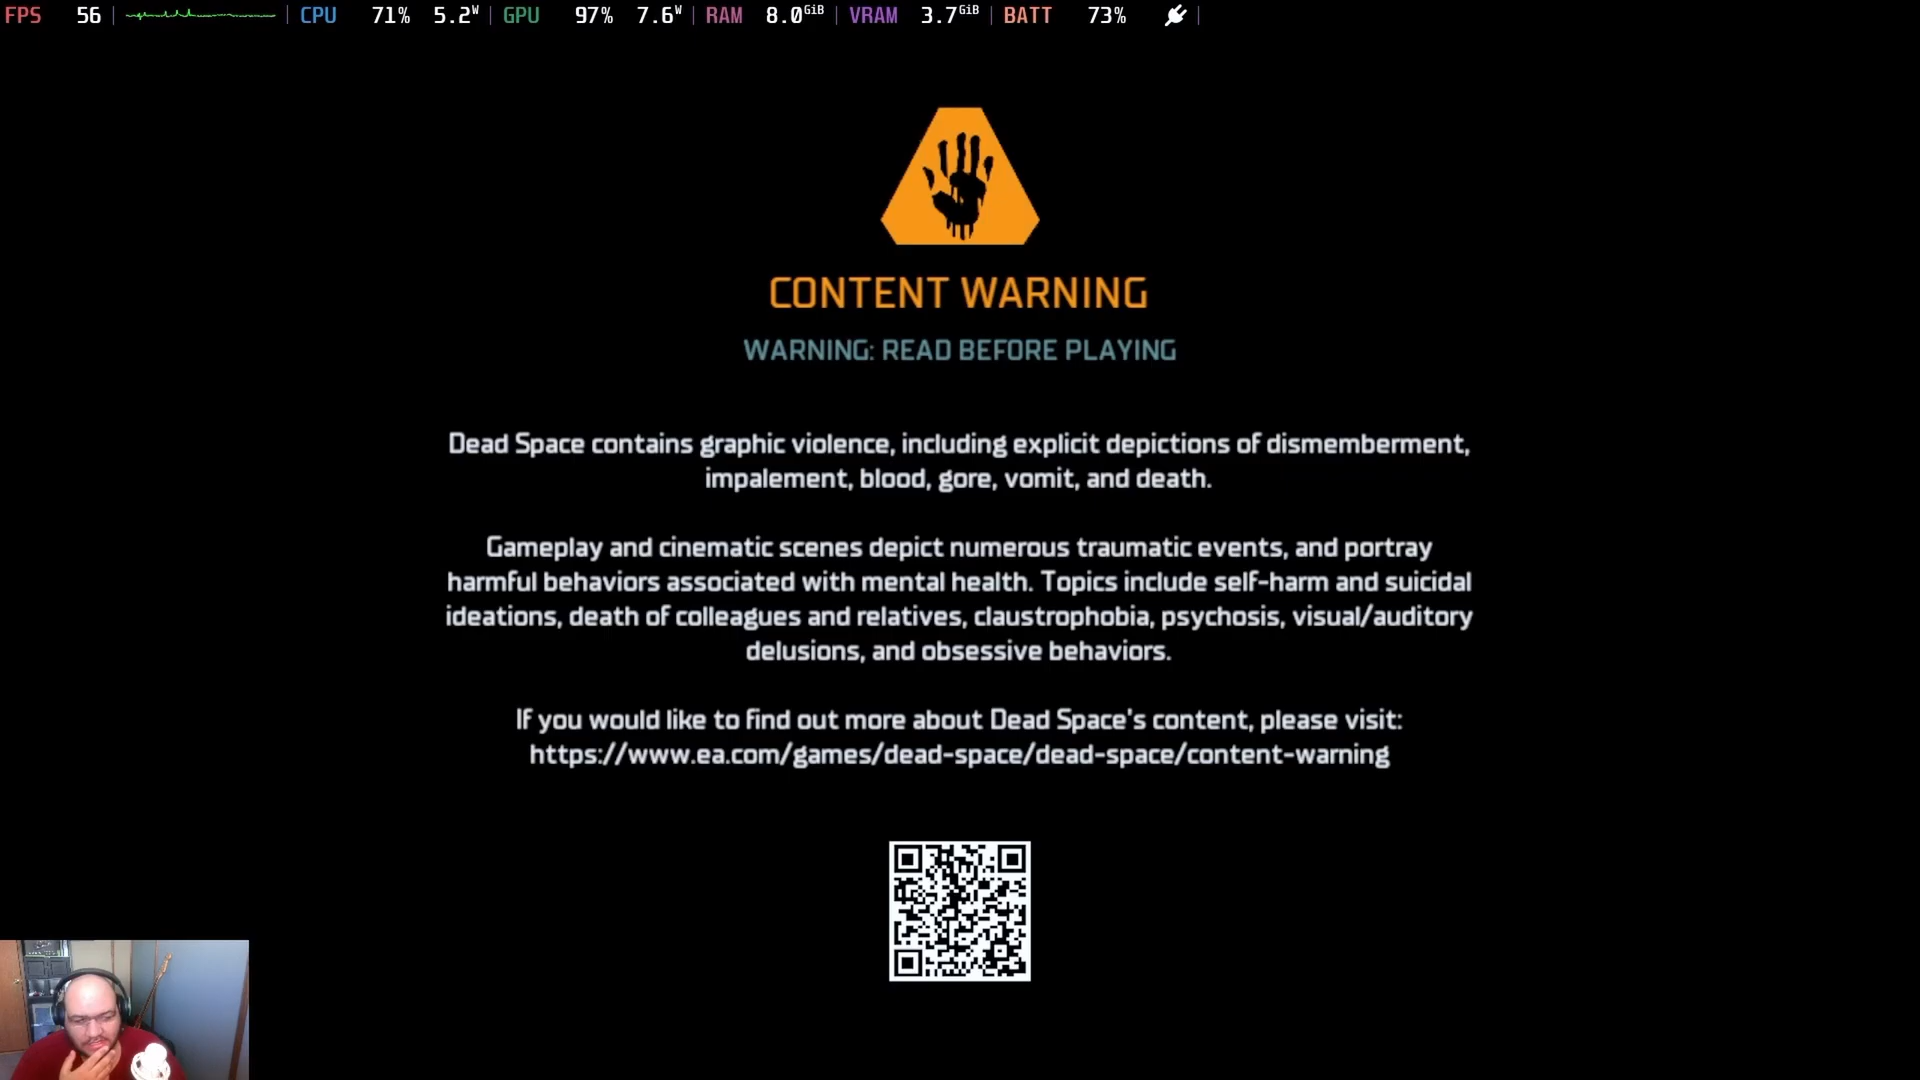 FPS 56 CPU 71% 5.2W GPU 97% 7.6W RAM 8.0GiB VRAM 3.7GiB BATT 73%
CONTENT WARNING
WARNING: READ BEFORE PLAYING
Dead Space contains graphic violence, including explicit depictions of dismemberment,
impalement, blood, gore, vomit, and death.
Gameplay and cinematic scenes depict numerous traumatic events, and portray
harmful behaviors associated with mental health. Topics include self-harm and suicidal
ideations, death of colleagues and relatives, claustrophobia, psychosis, visual/auditory
delusions, and obsessive behaviors.
If you would like to find out more about Dead Space's content, please visit:
https://www.ea.com/games/dead-space/dead-space/content-warning